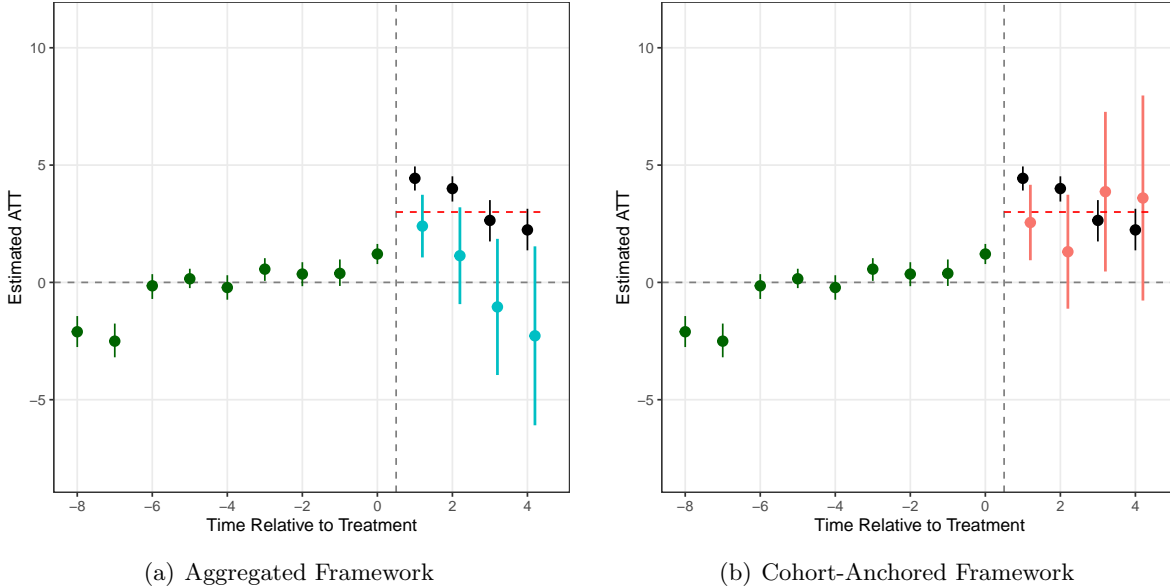 10
5
0
−5
Estimated ATT
−8 −6 −4 −2 0 2 4
Time Relative to Treatment
(a) Aggregated Framework
10
5
0
−5
Estimated ATT
−8 −6 −4 −2 0 2 4
Time Relative to Treatment
(b) Cohort-Anchored Framework